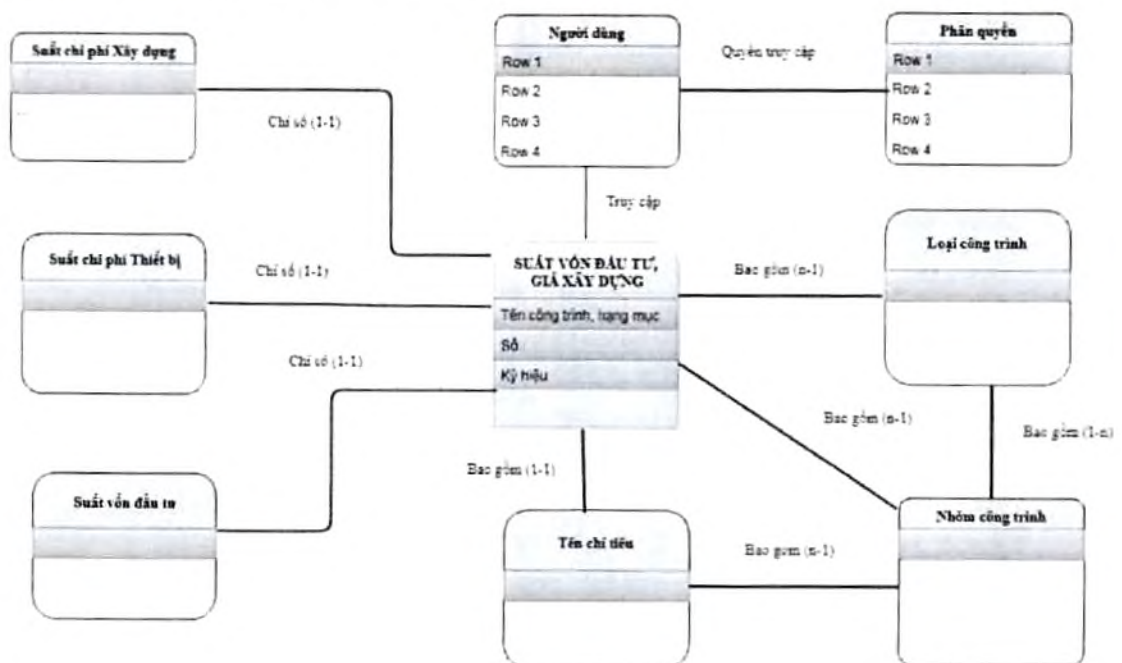 Suất chi phí Xây dựng
Người dùng
Row 1
Row 2
Row 3
Row 4
Quyền truy cập
Phân quyền
Row 1
Row 2
Row 3
Row 4
Chỉ số (1-1)
Truy cập
Suất chi phí Thiết bị
Chỉ số (1-1)
SUẤT VỐN ĐẦU TƯ,
GIÁ XÂY DỰNG
Tên công trình, hạng mục
Số
Ký hiệu
Bao gồm (n-1)
Loại công trình
Chỉ số (1-1)
Bao gồm (n-1)
Bao gồm (1-n)
Suất vốn đầu tư
Bao gồm (1-1)
Tên chỉ tiêu
Bao gồm (n-1)
Nhóm công trình